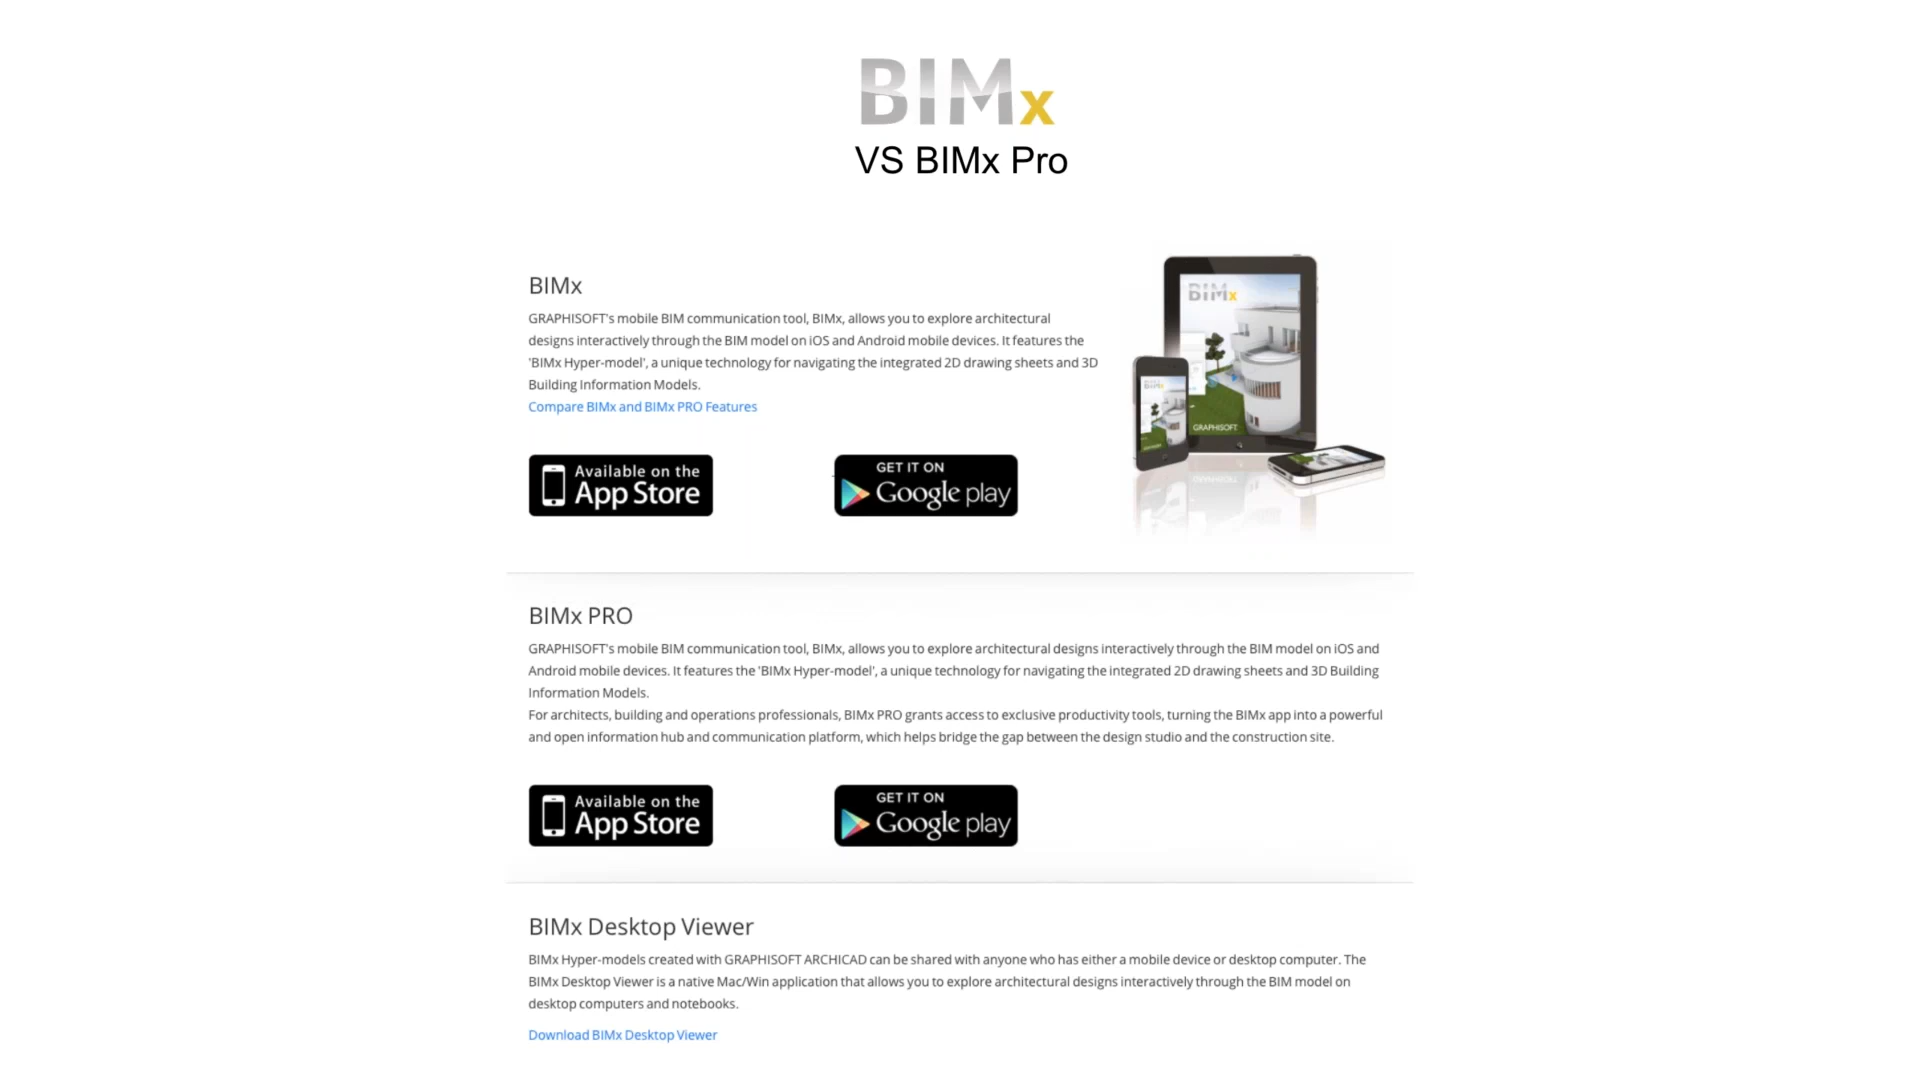 BIMx
VS BIMx Pro
BIMx
GRAPHISOFT's mobile BIM communication tool, BIMx, allows you to explore architectural
designs interactively through the BIM model on iOS and Android mobile devices. It features the
'BIMx Hyper-model', a unique technology for navigating the integrated 2D drawing sheets and 3D
Building Information Models.
Compare BIMx and BIMx PRO Features
BIMx
BIMx
GRAPHISOFT
Available on the
App Store
GET IT ON
Google play
BIMx PRO
GRAPHISOFT's mobile BIM communication tool, BIMx, allows you to explore architectural designs interactively through the BIM model on iOS and
Android mobile devices. It features the 'BIMx Hyper-model', a unique technology for navigating the integrated 2D drawing sheets and 3D Building
Information Models.
For architects, building and operations professionals, BIMx PRO grants access to exclusive productivity tools, turning the BIMx app into a powerful
and open information hub and communication platform, which helps bridge the gap between the design studio and the construction site.
Available on the
App Store
GET IT ON
Google play
BIMx Desktop Viewer
BIMx Hyper-models created with GRAPHISOFT ARCHICAD can be shared with anyone who has either a mobile device or desktop computer. The
BIMx Desktop Viewer is a native Mac/Win application that allows you to explore architectural designs interactively through the BIM model on
desktop computers and notebooks.
Download BIMx Desktop Viewer